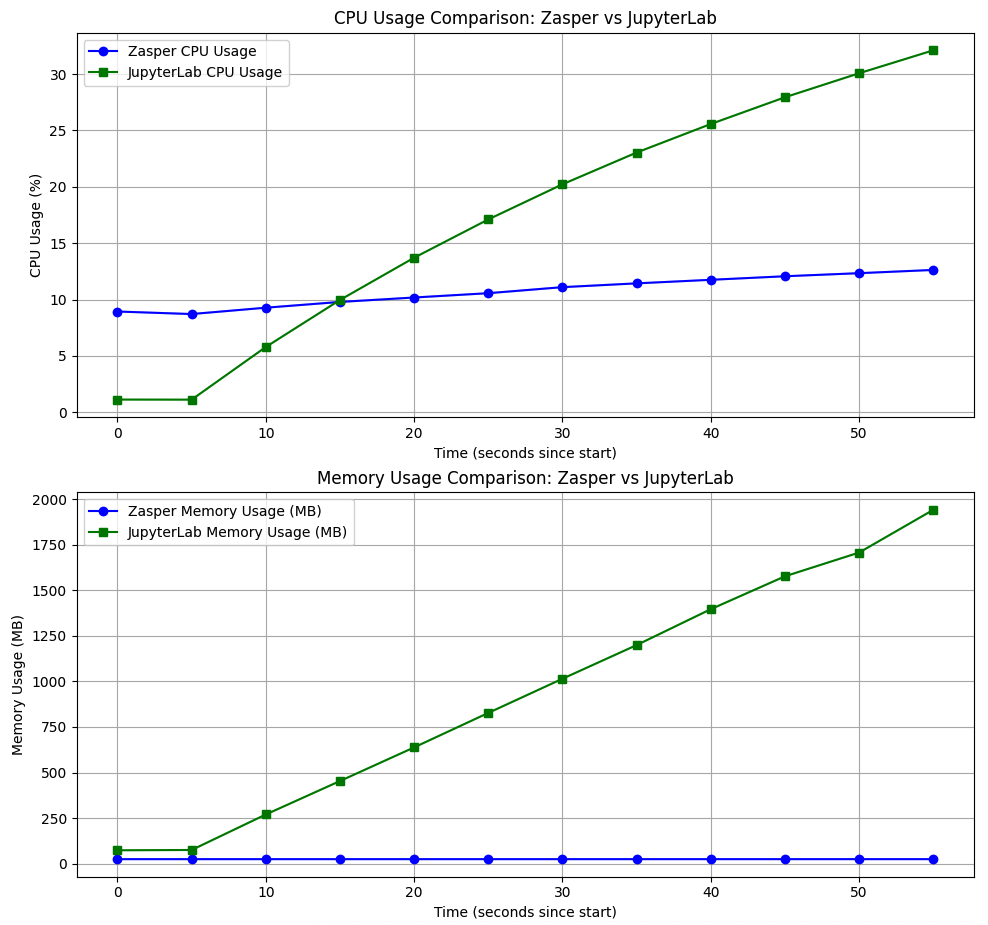 CPU Usage Comparison: Zasper vs JupyterLab
Zasper CPU Usage
JupyterLab CPU Usage
CPU Usage (%)
30
25
20
15
10
5
0
0 10 20 30 40 50
Time (seconds since start)
Memory Usage Comparison: Zasper vs JupyterLab
Zasper Memory Usage (MB)
JupyterLab Memory Usage (MB)
Memory Usage (MB)
2000
1750
1500
1250
1000
750
500
250
0
0 10 20 30 40 50
Time (seconds since start)